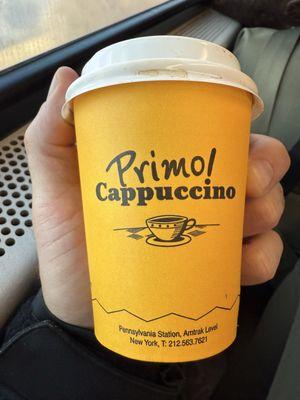 Primo!
Cappuccino
Pennsylvania Station, Amtrak Level
New York, T: 212.563.7621